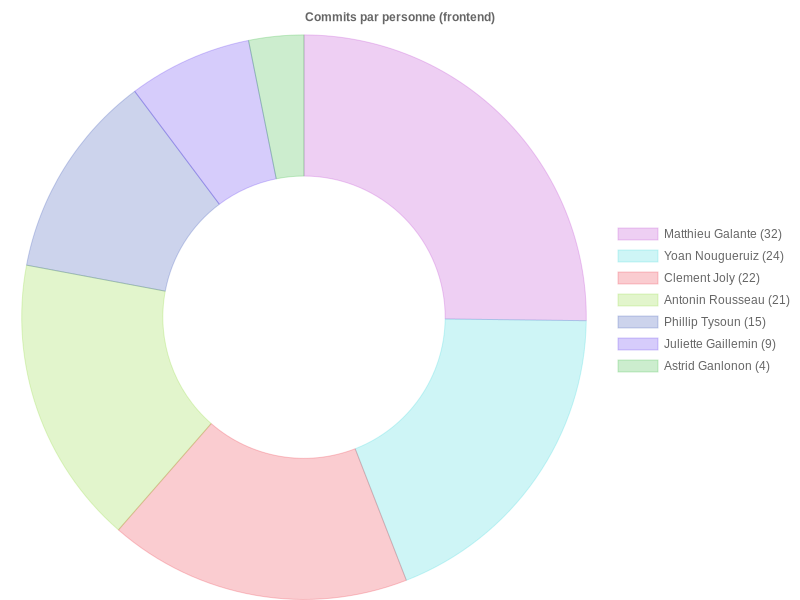 Commits par personne (frontend)
Matthieu Galante (32)
Yoan Nougueruiz (24)
Clement Joly (22)
Antonin Rousseau (21)
Phillip Tysoun (15)
Juliette Gaillemin (9)
Astrid Ganlonon (4)